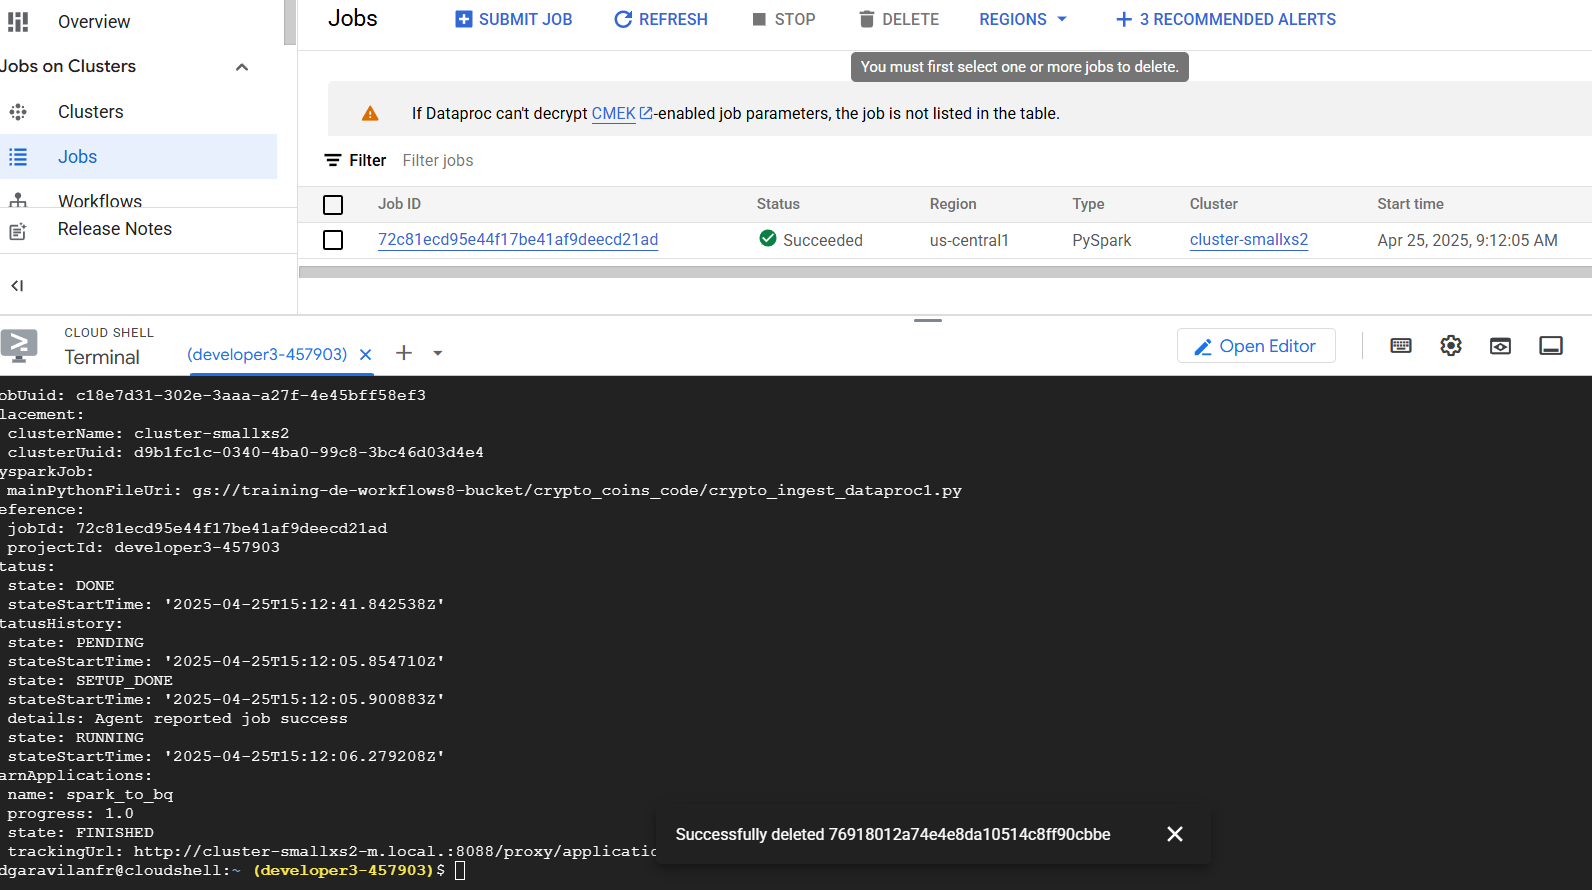 Overview
Jobs on Clusters
Clusters
Jobs
Workflows
Release Notes
Jobs
SUBMIT JOB REFRESH STOP DELETE REGIONS 3 RECOMMENDED ALERTS
You must first select one or more jobs to delete.
If Dataproc can't decrypt CMEK -enabled job parameters, the job is not listed in the table.
Filter Filter jobs
Job ID Status Region Type Cluster Start time
72c81ecd95e44f17be41af9deecd21ad Succeeded us-central1 PySpark cluster-smallxs2 Apr 25, 2025, 9:12:05 AM
CLOUD SHELL
Terminal (developer3-457903) Open Editor
obUuid: c18e7d31-302e-3aaa-a27f-4e45bff58ef3
lacement:
clusterName: cluster-smallxs2
clusterUuid: d9b1fc1c-0340-4ba0-99c8-3bc46d03d4e4
ysparkJob:
mainPythonFileUri: gs://training-de-workflows8-bucket/crypto_coins_code/crypto_ingest_dataproc1.py
eference:
jobId: 72c81ecd95e44f17be41af9deecd21ad
projectId: developer3-457903
tatus:
state: DONE
stateStartTime: '2025-04-25T15:12:41.842538Z'
tatusHistory:
state: PENDING
stateStartTime: '2025-04-25T15:12:05.854710Z'
state: SETUP_DONE
stateStartTime: '2025-04-25T15:12:05.900883Z'
details: Agent reported job success
state: RUNNING
stateStartTime: '2025-04-25T15:12:06.279208Z'
arnApplications:
name: spark_to_bq
progress: 1.0
state: FINISHED
trackingUrl: http://cluster-smallxs2-m.local.:8088/proxy/applicatio
dgaravilanfr@cloudshell:~ (developer3-457903)$
Successfully deleted 76918012a74e4e8da10514c8ff90cbbe